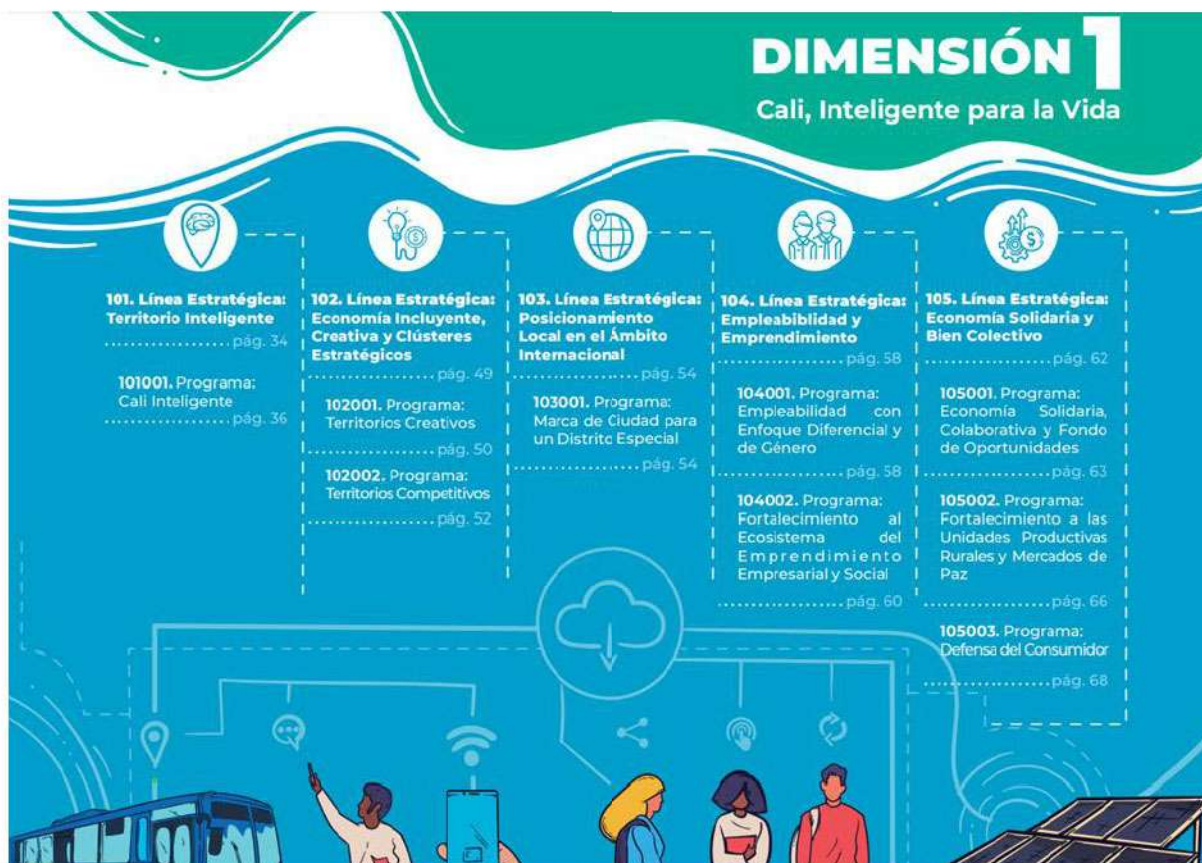 DIMENSIÓN 1
Cali, Inteligente para la Vida
101. Línea Estratégica:
Territorio Inteligente
.................... pág. 34
101001. Programa:
Cali Inteligente
.................... pág. 36
102. Línea Estratégica:
Economía Incluyente,
Creativa y Clústeres
Estratégicos
.................... pág. 49
102001. Programa:
Territorios Creativos
.................... pág. 50
102002. Programa:
Territorios Competitivos
.................... pág. 52
103. Línea Estratégica:
Posicionamiento
Local en el Ámbito
Internacional
.................... pág. 54
103001. Programa:
Marca de Ciudad para
un Distrito Especial
.................... pág. 54
104. Línea Estratégica:
Empleabiblidad y
Emprendimiento
.................... pág. 58
104001. Programa:
Empleabilidad con
Enfoque Diferencial y
de Género
.................... pág. 58
104002. Programa:
Fortalecimiento al
Ecosistema del
Emprendimiento
Empresarial y Social
.................... pág. 60
105. Línea Estratégica:
Economía Solidaria y
Bien Colectivo
.................... pág. 62
105001. Programa:
Economía Solidaria,
Colaborativa y Fondo
de Oportunidades
.................... pág. 63
105002. Programa:
Fortalecimiento a las
Unidades Productivas
Rurales y Mercados de
Paz
.................... pág. 66
105003. Programa:
Defensa del Consumidor
.................... pág. 68